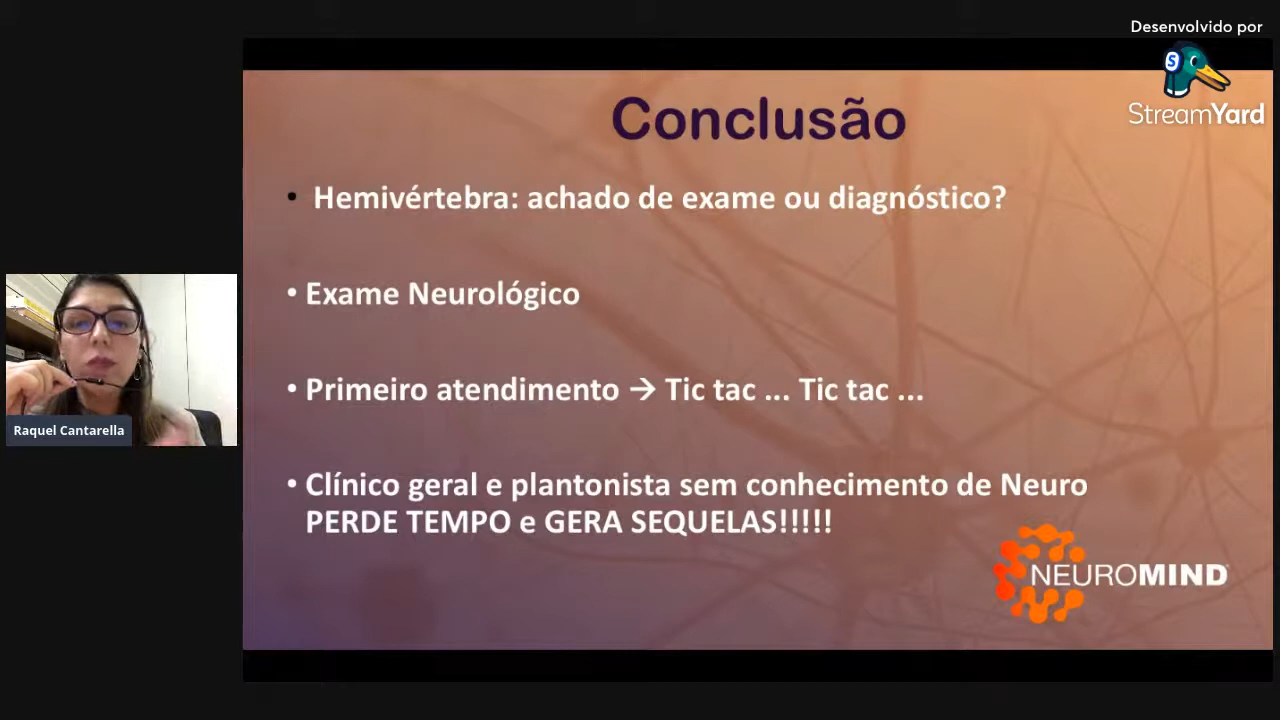 Desenvolvido por
StreamYard
Conclusão
• Hemivértebra: achado de exame ou diagnóstico?
• Exame Neurológico
• Primeiro atendimento → Tic tac ... Tic tac ...
• Clínico geral e plantonista sem conhecimento de Neuro
PERDE TEMPO e GERA SEQUELAS!!!!!
NEUROMIND
Raquel Cantarella